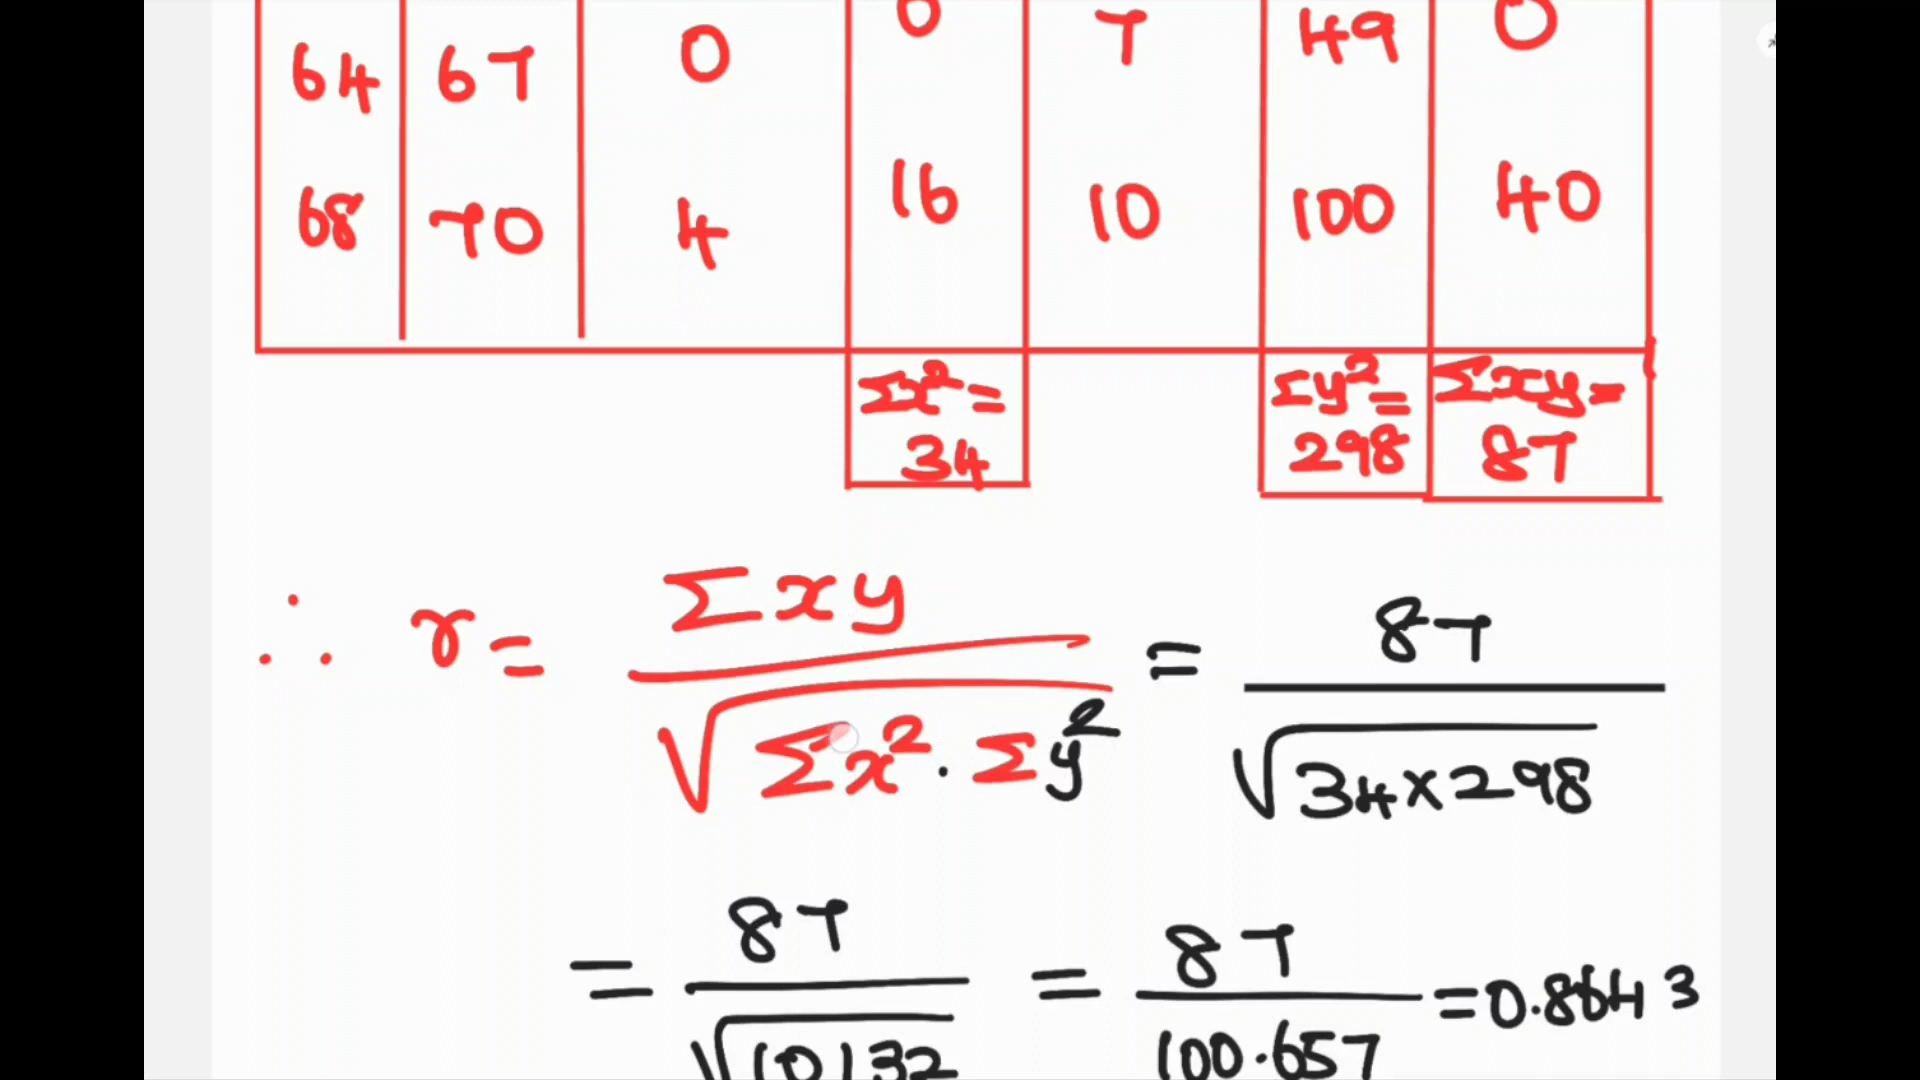 64 67 0 0 7 49 0
68 70 4 16 10 100 40
Σx²= Σy²= Σxy=
34 298 87
∴ r = Σxy / √Σx² . Σy² = 87 / √34×298
= 87 / √10132 = 87 / 100.657 = 0.8643